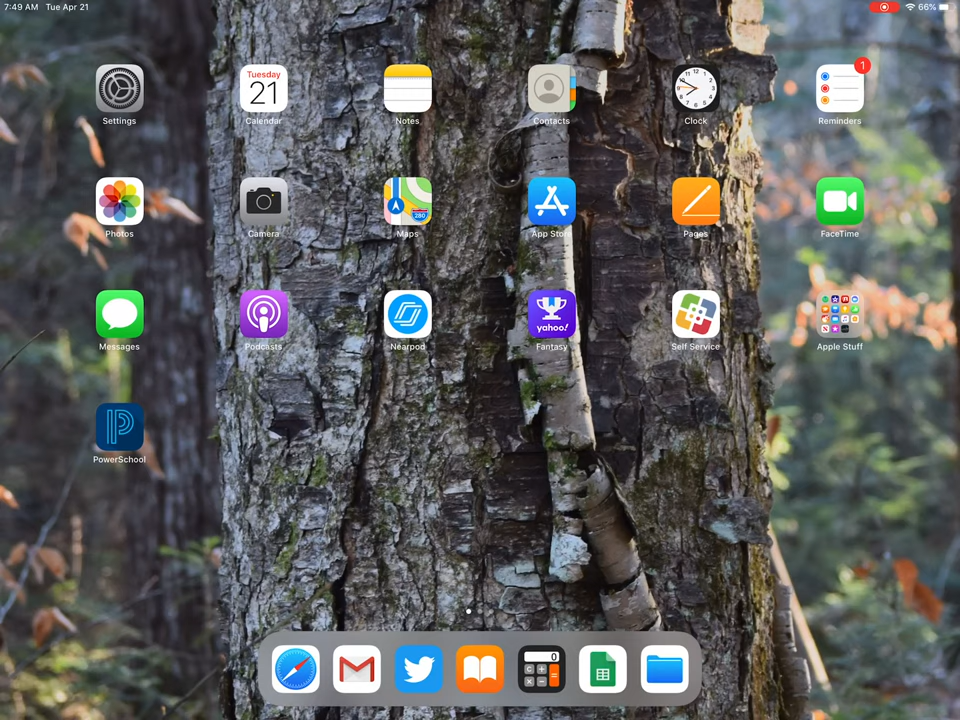 7:49 AM Tue Apr 21
66%
1
Tuesday
21
12
280
Settings
Calendar
Notes
Contacts
Clock
Reminders
Photos
Camera
Maps
App Store
Pages
FaceTime
yahoo!
Messages
Podcasts
Nearpod
Fantasy
Self Service
Apple Stuff
PowerSchool
0